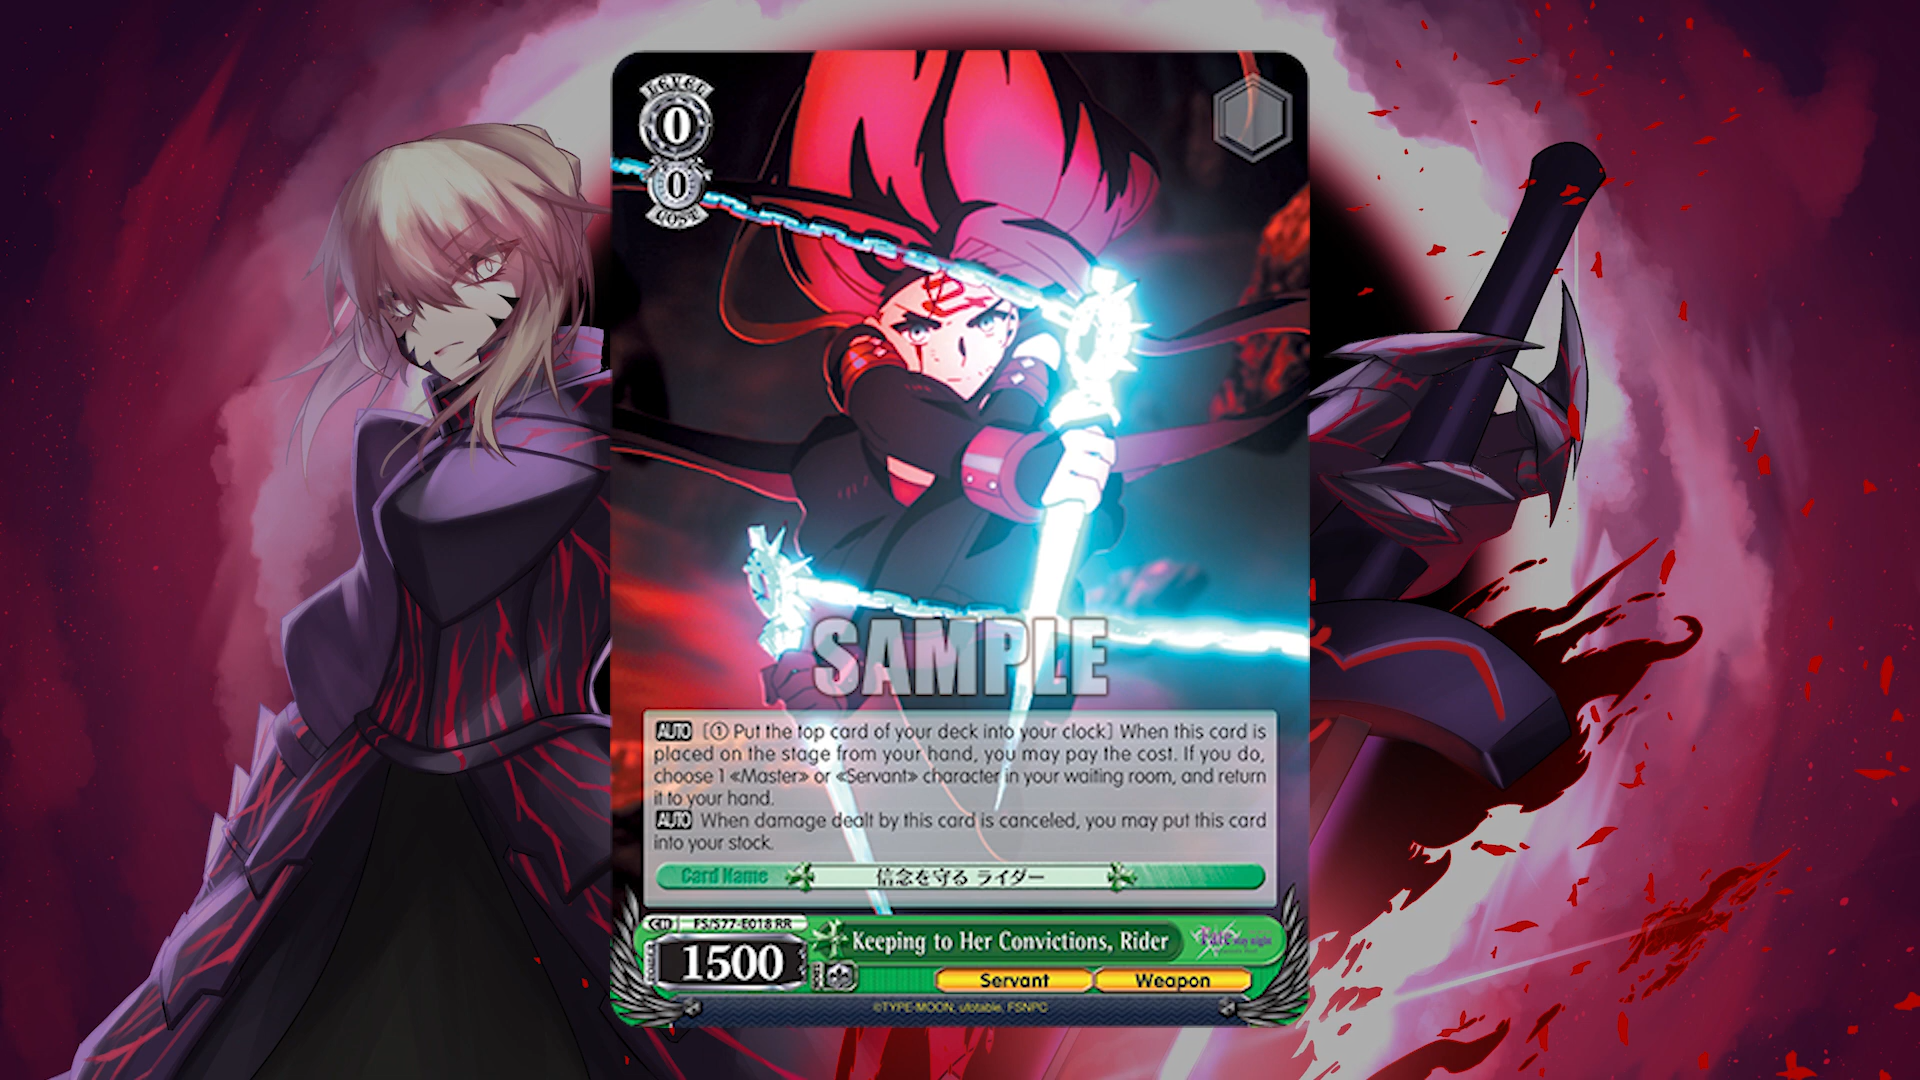 LEVEL
0
0
COST
SAMPLE
AUTO [① Put the top card of your deck into your clock] When this card is
placed on the stage from your hand, you may pay the cost. If you do,
choose 1 «Master» or «Servant» character in your waiting room, and return
it to your hand.
AUTO When damage dealt by this card is canceled, you may put this card
into your stock.
Card Name 信念を守る ライダー
FS/S77-E018 RR
1500
Keeping to Her Convictions, Rider
Fate stay night
Servant Weapon
©TYPE-MOON, ufotable, FSNPC